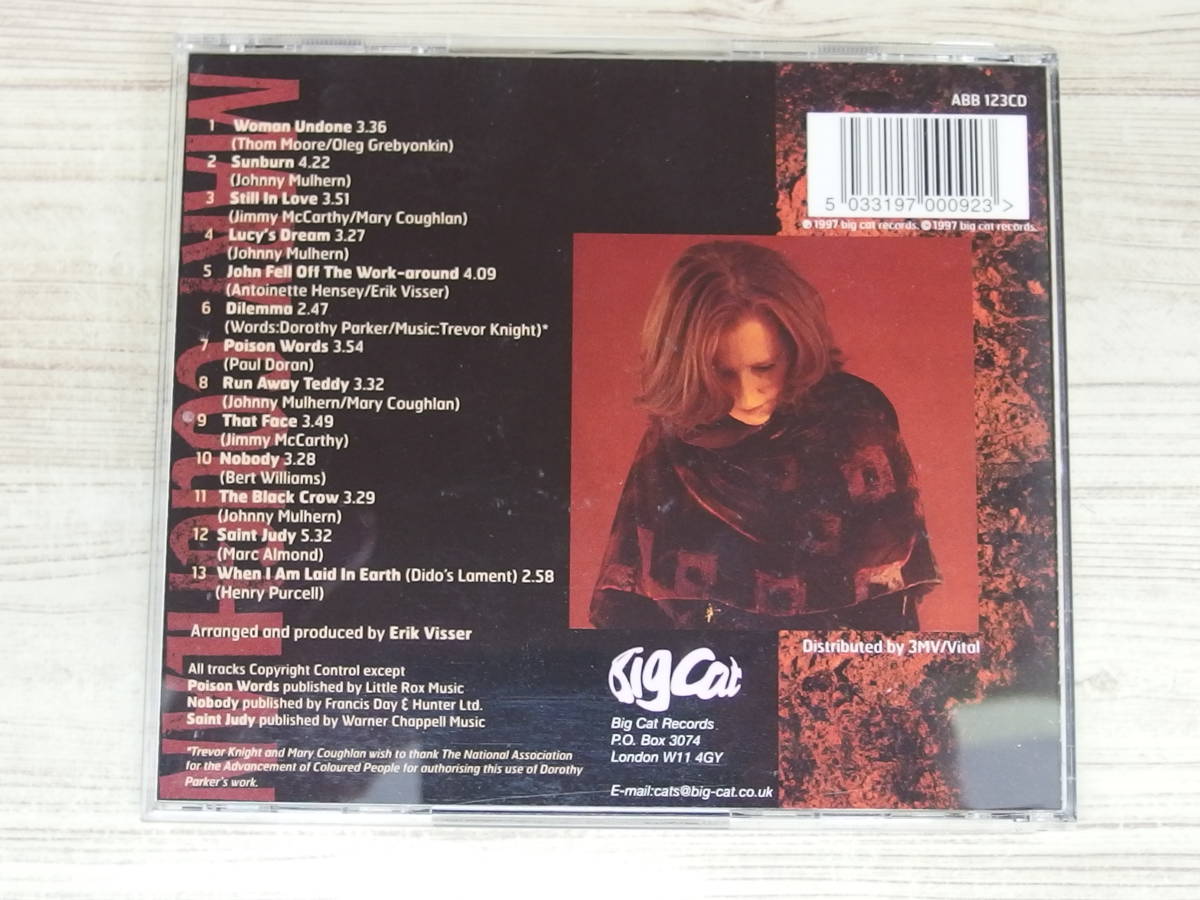 MARY COUGHLAN
1 Woman Undone 3.36
(Thom Moore/Oleg Grebyonkin)
2 Sunburn 4.22
(Johnny Mulhern)
3 Still In Love 3.51
(Jimmy McCarthy/Mary Coughlan)
4 Lucy's Dream 3.27
(Johnny Mulhern)
5 John Fell Off The Work-around 4.09
(Antoinette Hensey/Erik Visser)
6 Dilemma 2.47
(Words:Dorothy Parker/Music:Trevor Knight)*
7 Poison Words 3.54
(Paul Doran)
8 Run Away Teddy 3.32
(Johnny Mulhern/Mary Coughlan)
9 That Face 3.49
(Jimmy McCarthy)
10 Nobody 3.28
(Bert Williams)
11 The Black Crow 3.29
(Johnny Mulhern)
12 Saint Judy 5.32
(Marc Almond)
13 When I Am Laid In Earth (Dido's Lament) 2.58
(Henry Purcell)
Arranged and produced by Erik Visser
All tracks Copyright Control except
Poison Words published by Little Rox Music
Nobody published by Francis Day & Hunter Ltd.
Saint Judy published by Warner Chappell Music
*Trevor Knight and Mary Coughlan wish to thank The National Association
for the Advancement of Coloured People for authorising this use of Dorothy
Parker's work.
ABB 123CD
5 033197 000923 >
℗ 1997 big cat records. © 1997 big cat records.
Distributed by 3MV/Vital
Big Cat
Big Cat Records
P.O. Box 3074
London W11 4GY
E-mail:cats@big-cat.co.uk